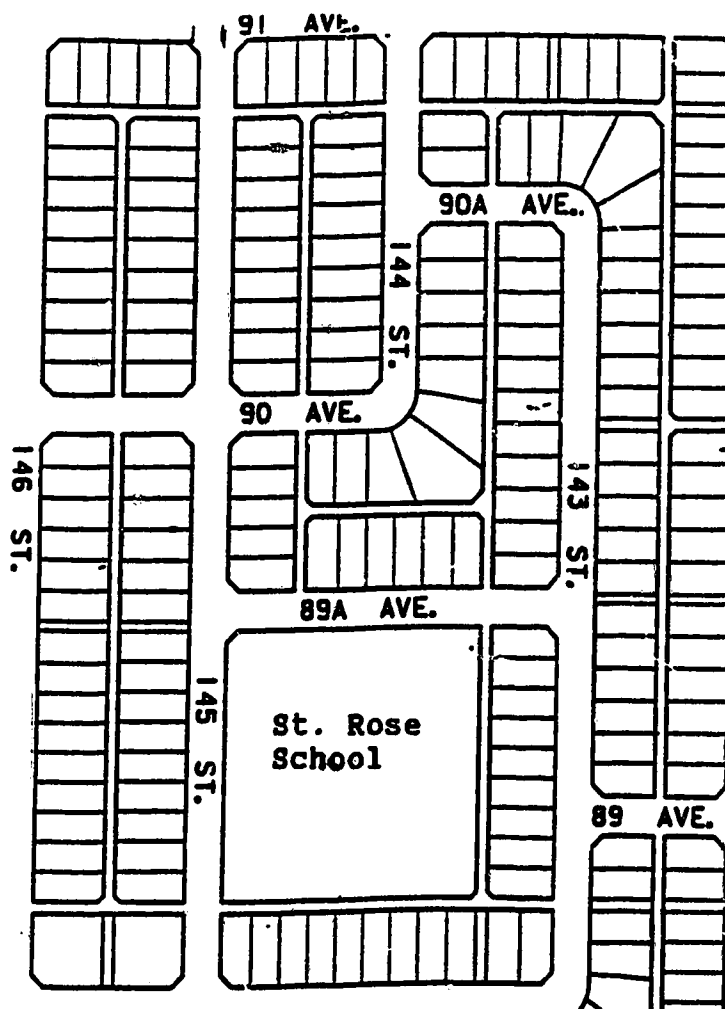 91 AVE.
90A AVE.
144 ST.
90 AVE.
146 ST.
143 ST.
89A AVE.
145 ST.
St. Rose
School
89 AVE.